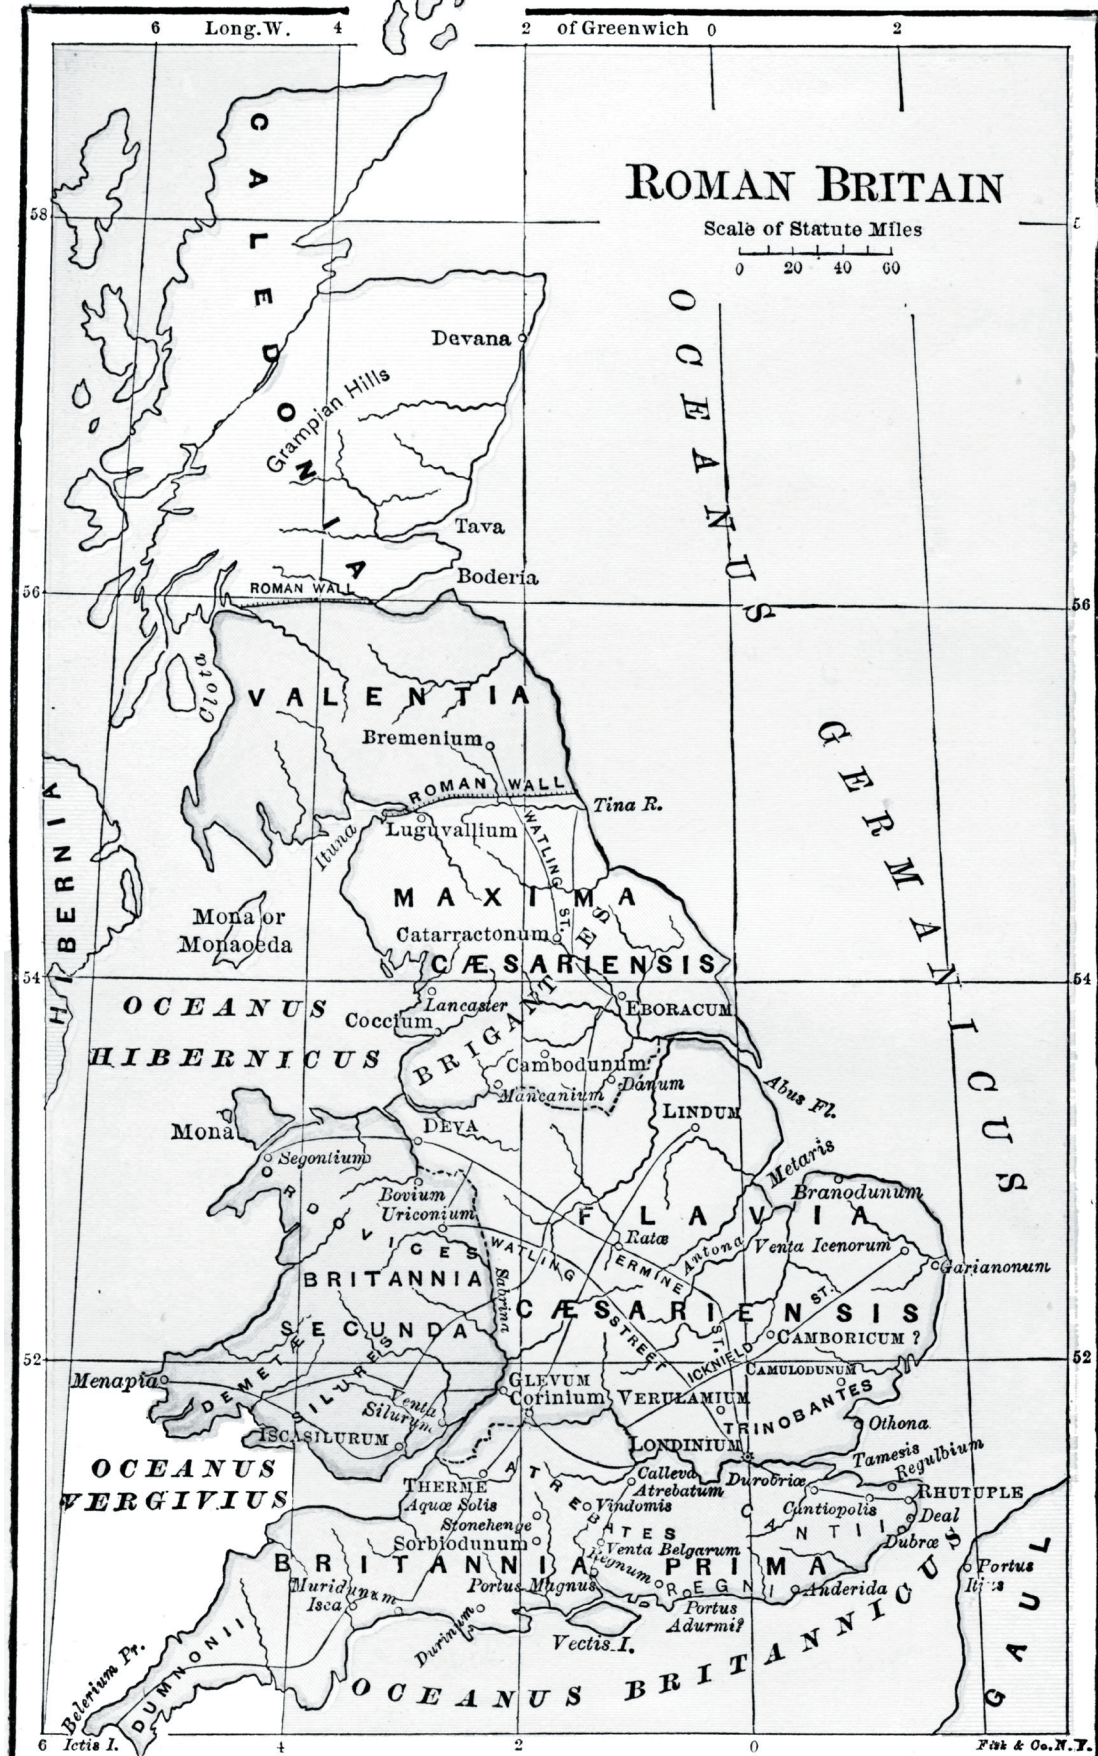 6 Long. W. 4 2 of Greenwich 0 2
ROMAN BRITAIN
Scale of Statute Miles
0 20 40 60
58
5
CALEDONIA
Devana
Grampian Hills
Tava
Boderia
ROMAN WALL
56
56
OCEANUS GERMANICUS
Clota
VALENTIA
Bremenium
ROMAN WALL
Tina R.
Ituna
Luguvallium
WATLING ST.
HIBERNIA
MAXIMA
CÆSARIENSIS
Mona or
Monaoeda
Catarractonum
54
54
OCEANUS
HIBERNICUS
Lancaster
Coccium
EBORACUM
BRIGANTES
Cambodunum
Mancanium
Danum
Abus Fl.
LINDUM
Mona
DEVA
Segontium
Metaris
Branodunum
Bovium
Uriconium
ORDOVICES
FLAVIA
CÆSARIENSIS
Ratæ
Antona
Venta Icenorum
Garianonum
WATLING STREET
ERMINE ST.
BRITANNIA
SECUNDA
Sabrina
ICKNIELD ST.
CAMBORICUM ?
52
52
Menapia
DEMETÆ
SILURES
Venta
Silurum
ISCASILURUM
GLEVUM
Corinium
VERULAMIUM
CAMULODUNUM
TRINOBANTES
Othona
LONDINIUM
Tamesis
Regulbium
OCEANUS
VERGIVIUS
THERMÆ
Aquæ Solis
Stonehenge
Sorbiodunum
ATREBATES
Calleva
Atrebatum
Vindomis
Durobriæ
Cantiopolis
RHUTUPLÆ
Deal
Dubræ
CANTII
Venta Belgarum
BRITANNIA PRIMA
Muridunum
Isca
Portus Magnus
Regnum
REGNI
Anderida
Portus
Adurmi?
Portus
Durinum
Vectis I.
GAUL
Belerium Pr.
DUMNONII
OCEANUS BRITANNICUS
Ictis I.
6 4 2 0
Fisk & Co. N.Y.